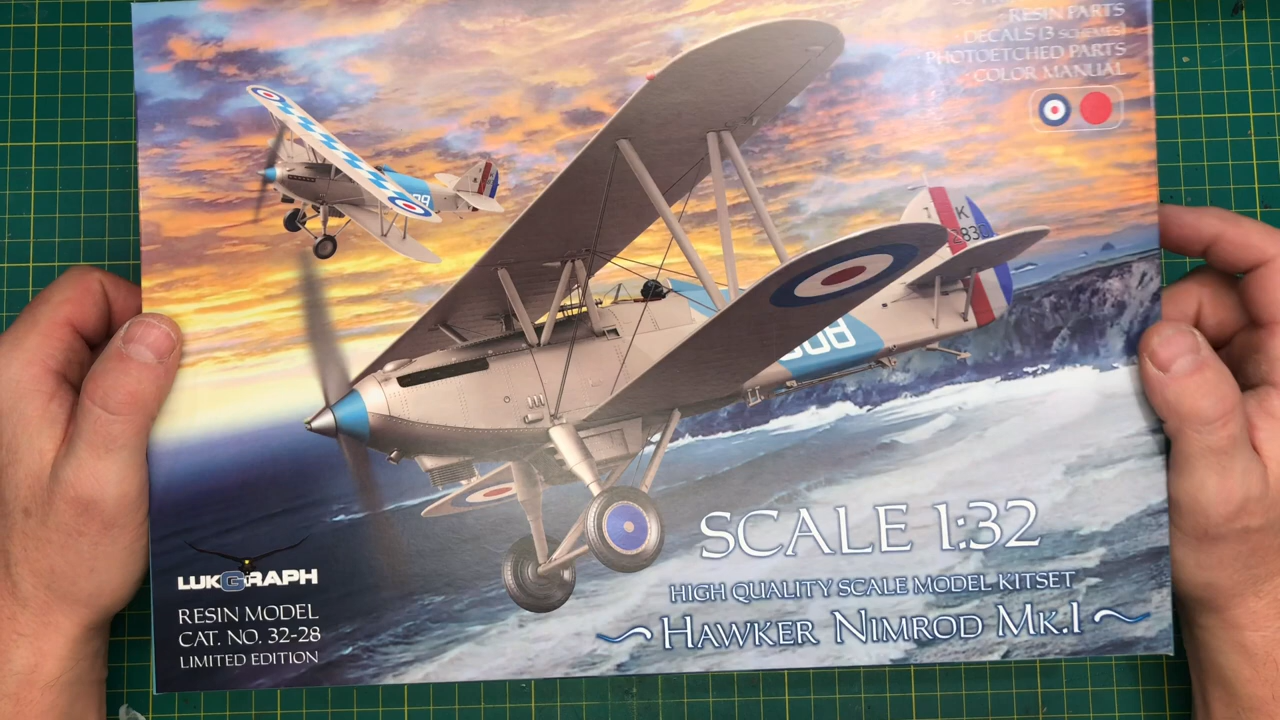 RESIN PARTS
DECALS (3 SCHEMES)
PHOTOETCHED PARTS
COLOR MANUAL
K
2830
LUKGRAPH
RESIN MODEL
CAT. NO. 32-28
LIMITED EDITION
SCALE 1:32
HIGH QUALITY SCALE MODEL KITSET
HAWKER NIMROD MK.I